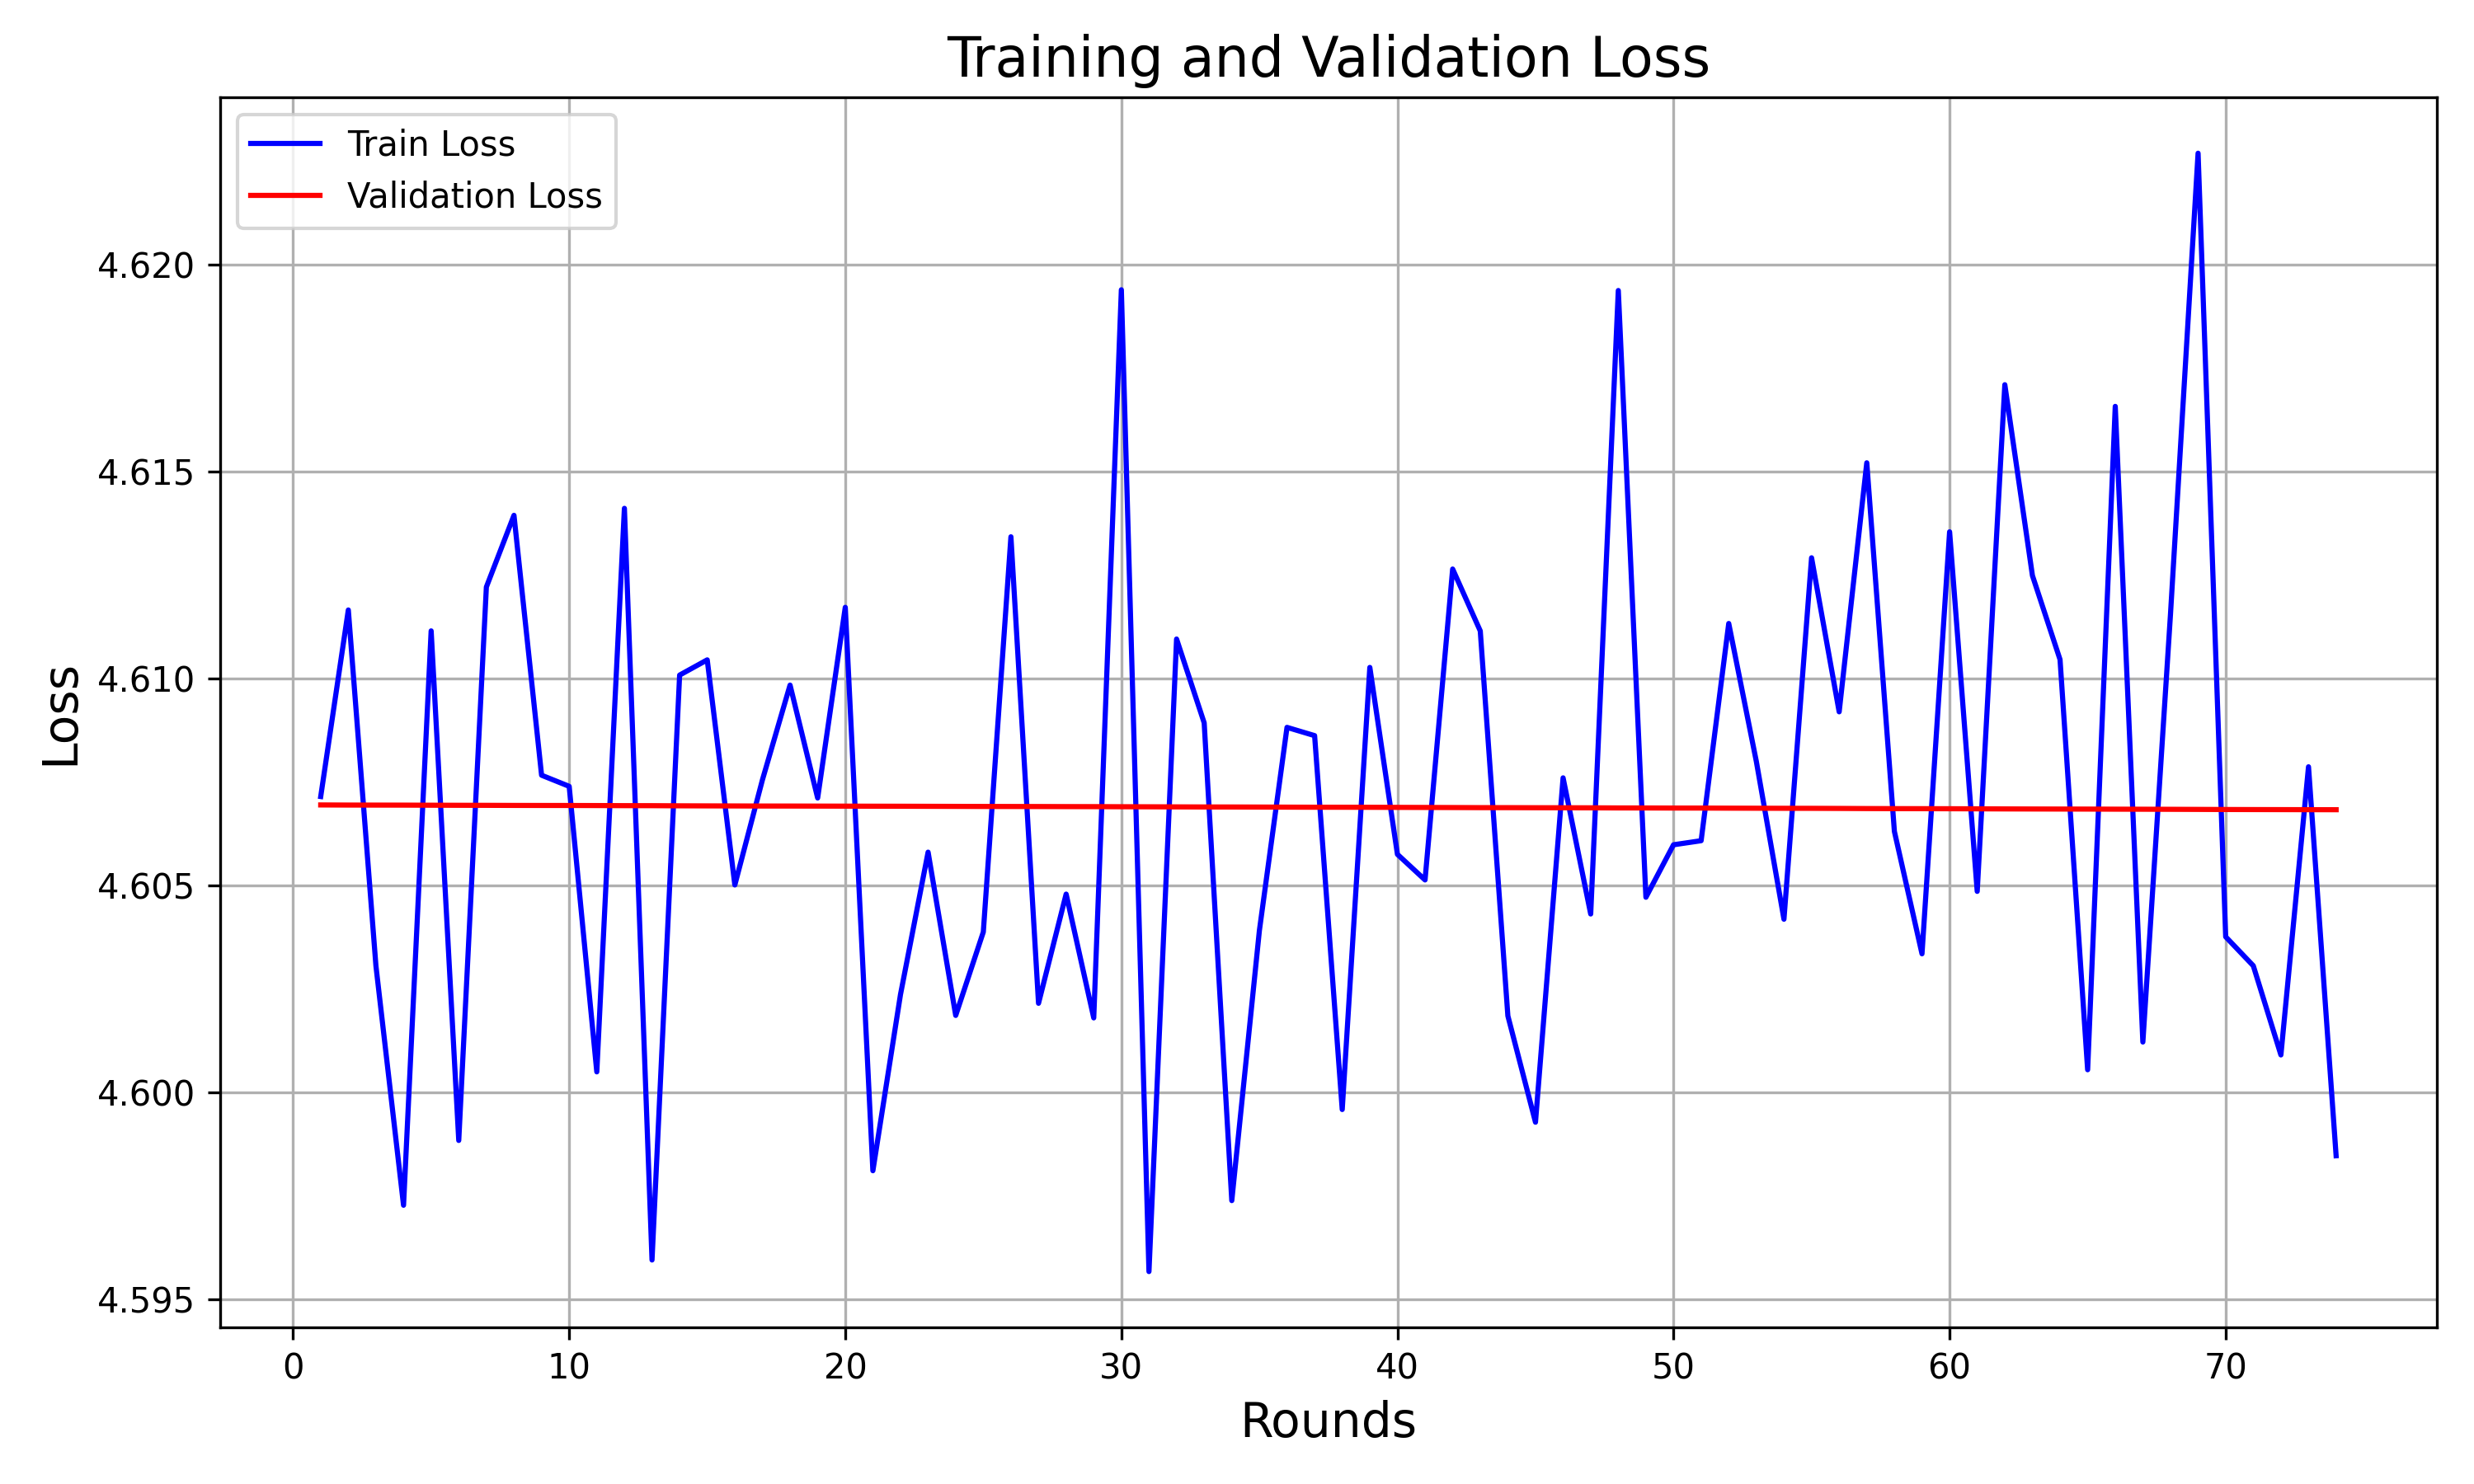 Training and Validation Loss
Train Loss
Validation Loss
4.620
4.615
4.610
4.605
4.600
4.595
Loss
0 10 20 30 40 50 60 70
Rounds